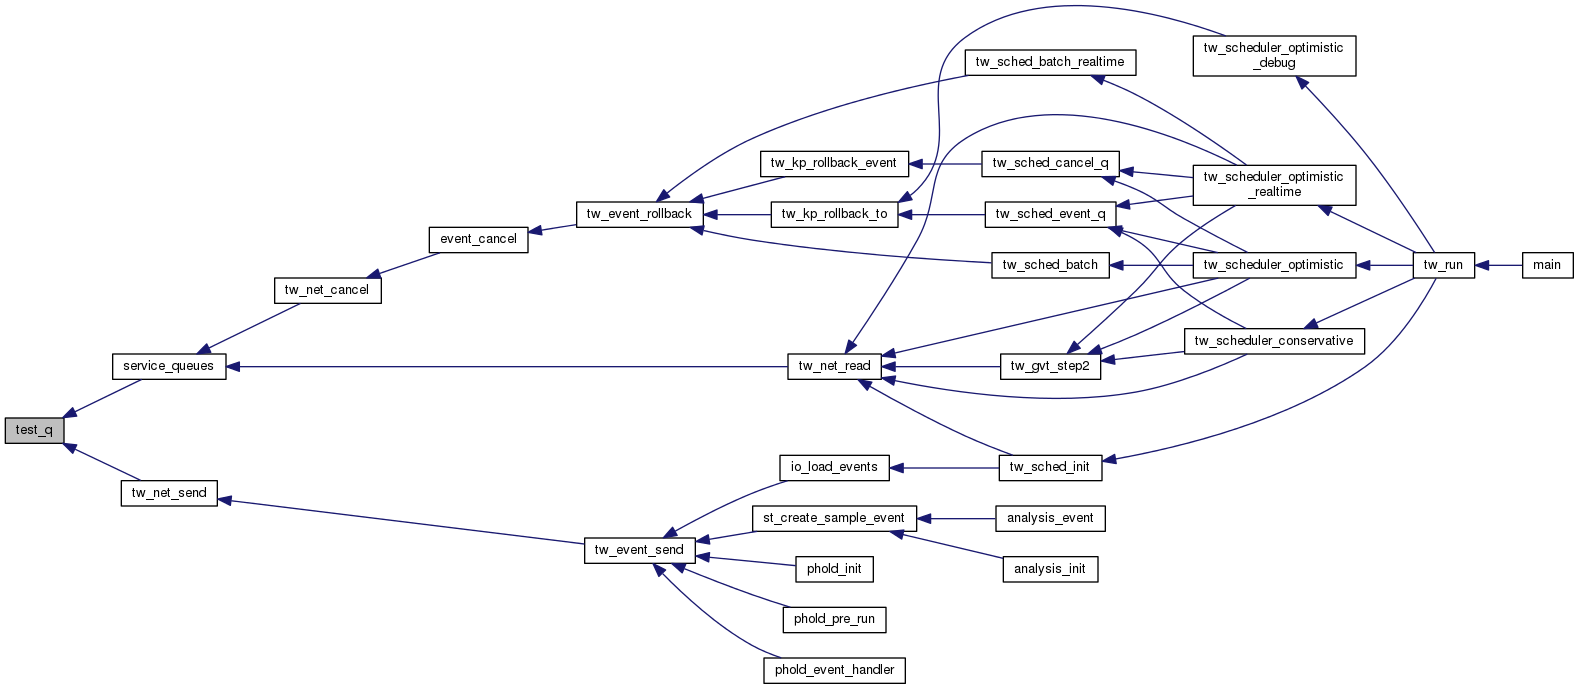 tw_scheduler_optimistic
_debug
tw_sched_batch_realtime
tw_kp_rollback_event
tw_sched_cancel_q
tw_scheduler_optimistic
_realtime
tw_event_rollback
tw_kp_rollback_to
tw_sched_event_q
event_cancel
tw_sched_batch
tw_scheduler_optimistic
tw_run
main
tw_net_cancel
tw_scheduler_conservative
service_queues
tw_net_read
tw_gvt_step2
test_q
io_load_events
tw_sched_init
tw_net_send
st_create_sample_event
analysis_event
tw_event_send
phold_init
analysis_init
phold_pre_run
phold_event_handler